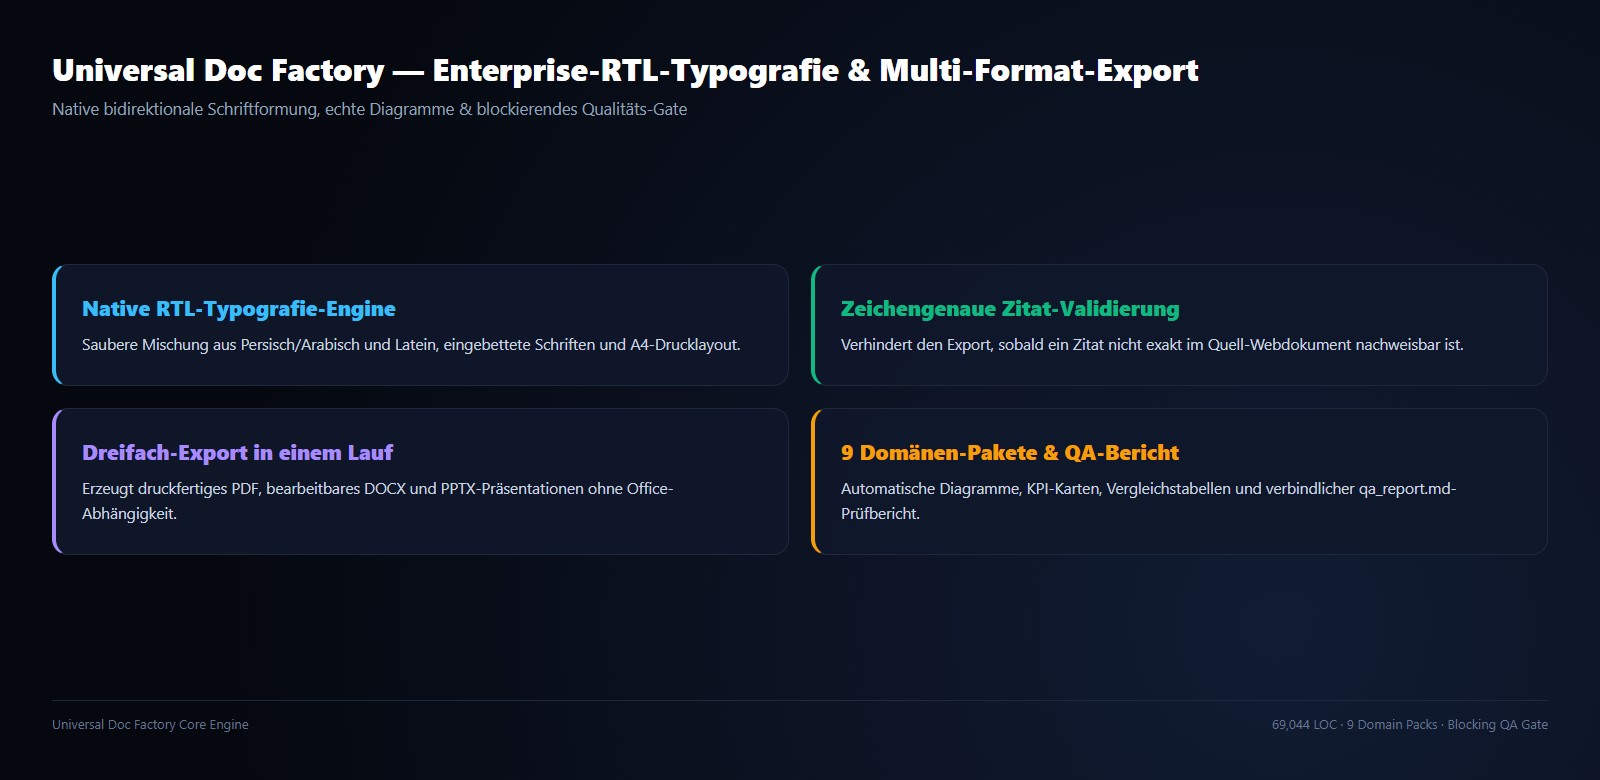 Universal Doc Factory — Enterprise-RTL-Typografie & Multi-Format-Export
Native bidirektionale Schriftformung, echte Diagramme & blockierendes Qualitäts-Gate
Native RTL-Typografie-Engine
Saubere Mischung aus Persisch/Arabisch und Latein, eingebettete Schriften und A4-Drucklayout.
Zeichengenaue Zitat-Validierung
Verhindert den Export, sobald ein Zitat nicht exakt im Quell-Webdokument nachweisbar ist.
Dreifach-Export in einem Lauf
Erzeugt druckfertiges PDF, bearbeitbares DOCX und PPTX-Präsentationen ohne Office-
Abhängigkeit.
9 Domänen-Pakete & QA-Bericht
Automatische Diagramme, KPI-Karten, Vergleichstabellen und verbindlicher qa_report.md-
Prüfbericht.
Universal Doc Factory Core Engine
69,044 LOC · 9 Domain Packs · Blocking QA Gate